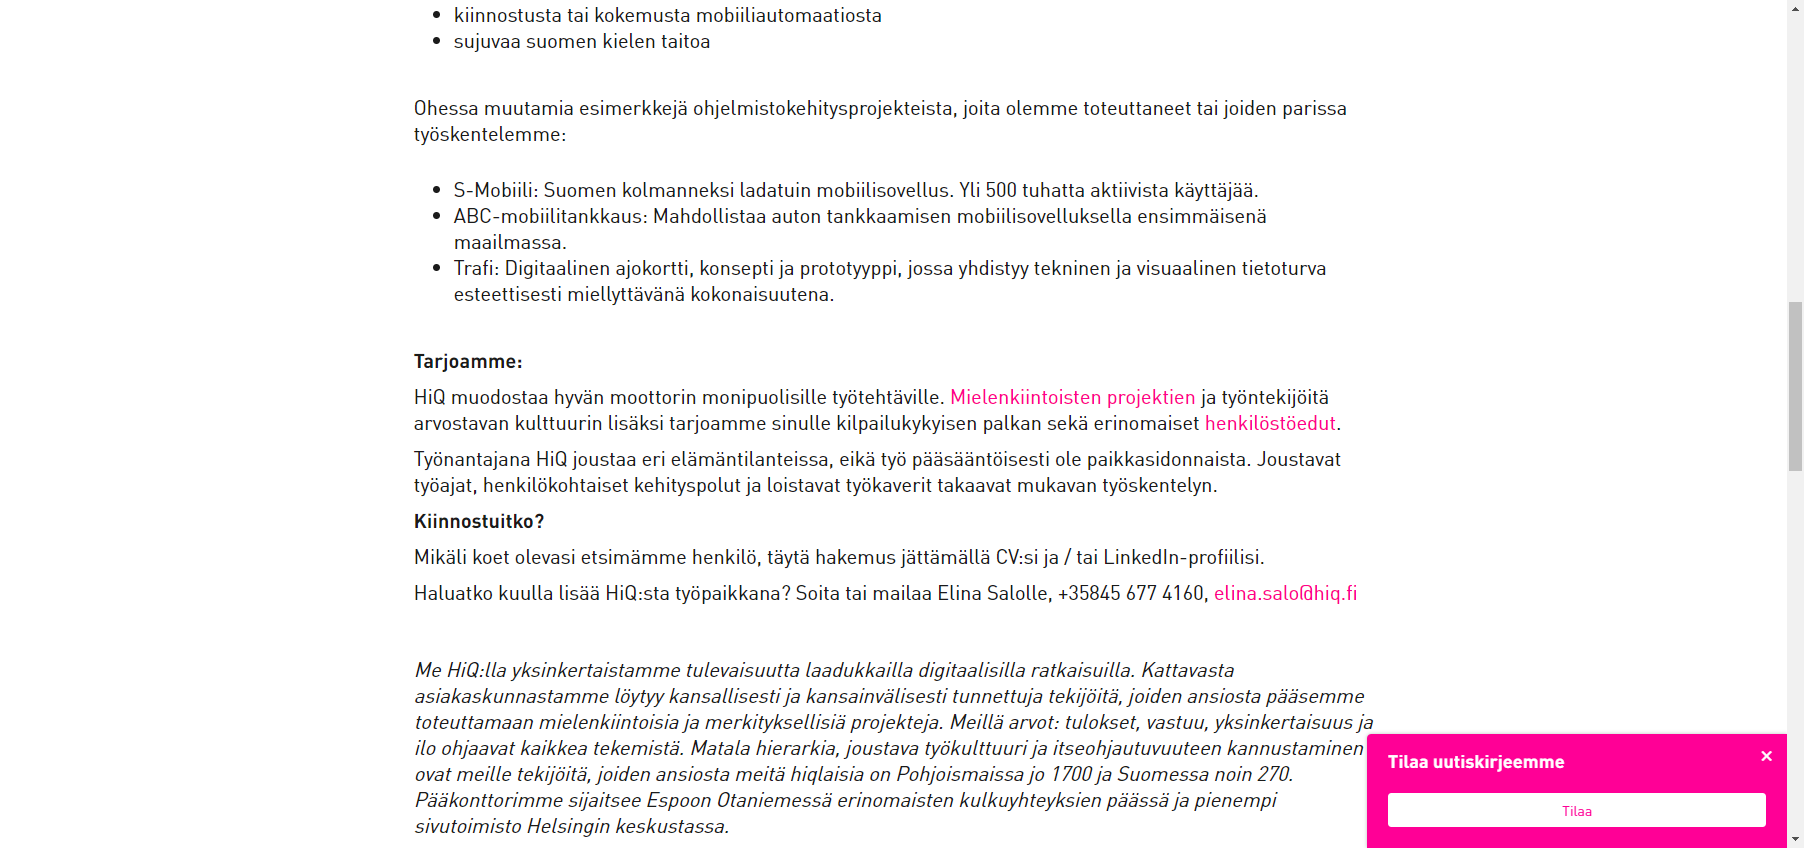 kiinnostusta tai kokemusta mobiiliautomaatiosta
sujuvaa suomen kielen taitoa
Ohessa muutamia esimerkkejä ohjelmistokehitysprojekteista, joita olemme toteuttaneet tai joiden parissa
työskentelemme:
S-Mobiili: Suomen kolmanneksi ladatuin mobiilisovellus. Yli 500 tuhatta aktiivista käyttäjää.
ABC-mobiilitankkaus: Mahdollistaa auton tankkaamisen mobiilisovelluksella ensimmäisenä
maailmassa.
Trafi: Digitaalinen ajokortti, konsepti ja prototyyppi, jossa yhdistyy tekninen ja visuaalinen tietoturva
esteettisesti miellyttävänä kokonaisuutena.
Tarjoamme:
HiQ muodostaa hyvän moottorin monipuolisille työtehtäville. Mielenkiintoisten projektien ja työntekijöitä
arvostavan kulttuurin lisäksi tarjoamme sinulle kilpailukykyisen palkan sekä erinomaiset henkilöstöedut.
Työnantajana HiQ joustaa eri elämäntilanteissa, eikä työ pääsääntöisesti ole paikkasidonnaista. Joustavat
työajat, henkilökohtaiset kehityspolut ja loistavat työkaverit takaavat mukavan työskentelyn.
Kiinnostuitko?
Mikäli koet olevasi etsimämme henkilö, täytä hakemus jättämällä CV:si ja / tai LinkedIn-profiilisi.
Haluatko kuulla lisää HiQ:sta työpaikkana? Soita tai mailaa Elina Salolle, +35845 677 4160, elina.salo@hiq.fi
Me HiQ:lla yksinkertaistamme tulevaisuutta laadukkailla digitaalisilla ratkaisuilla. Kattavasta
asiakaskunnastamme löytyy kansallisesti ja kansainvälisesti tunnettuja tekijöitä, joiden ansiosta pääsemme
toteuttamaan mielenkiintoisia ja merkityksellisiä projekteja. Meillä arvot: tulokset, vastuu, yksinkertaisuus ja
ilo ohjaavat kaikkea tekemistä. Matala hierarkia, joustava työkulttuuri ja itseohjautuvuuteen kannustaminen
ovat meille tekijöitä, joiden ansiosta meitä hiqlaisia on Pohjoismaissa jo 1700 ja Suomessa noin 270.
Pääkonttorimme sijaitsee Espoon Otaniemessä erinomaisten kulkuyhteyksien päässä ja pienempi
sivutoimisto Helsingin keskustassa.
Tilaa uutiskirjeemme
Tilaa